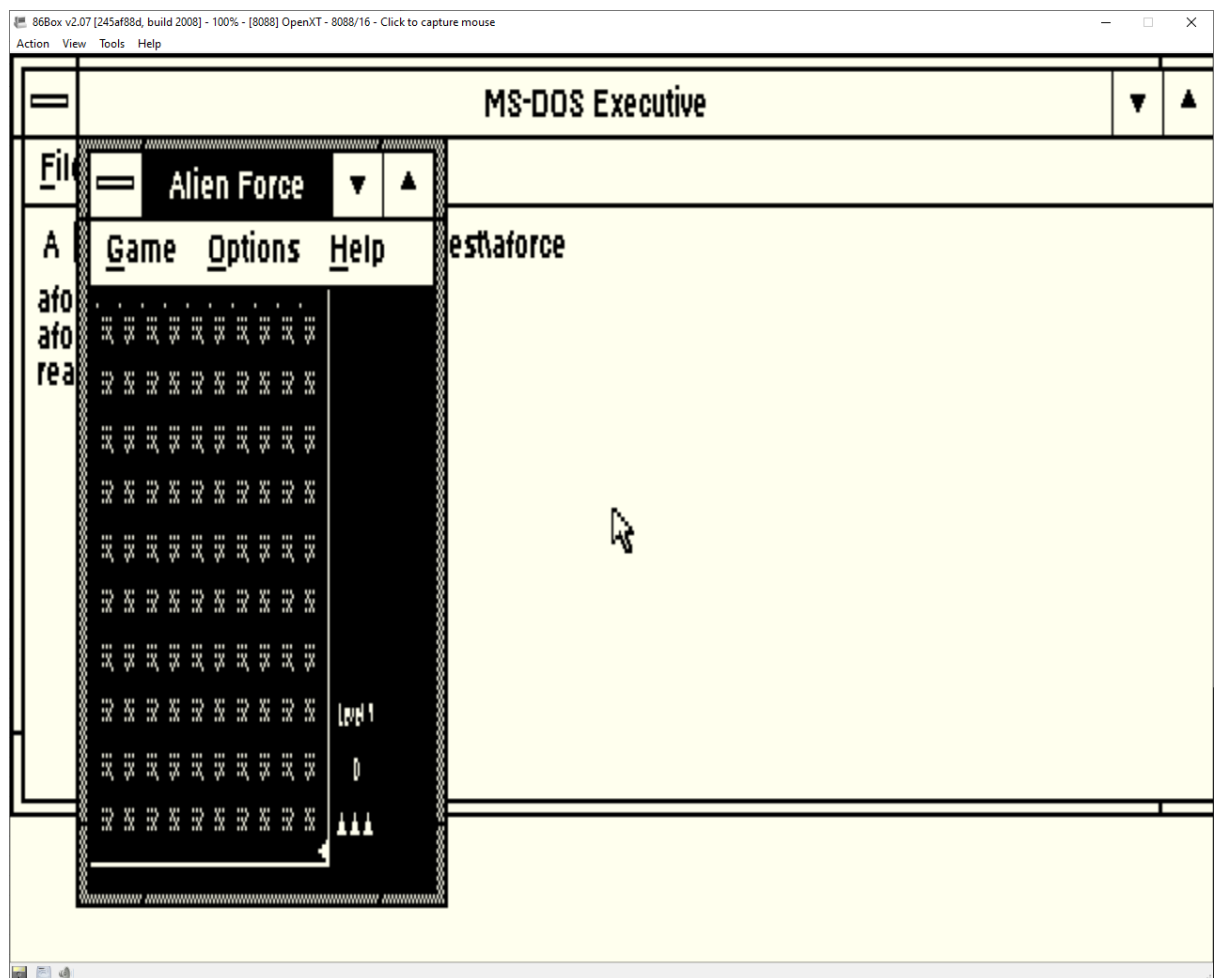 86Box v2.07 [245af88d, build 2008] - 100% - [8088] OpenXT - 8088/16 - Click to capture mouse
Action View Tools Help
MS-DOS Executive
File
Alien Force
Game Options Help
A
est\aforce
afo
afo
rea
Level 1
0